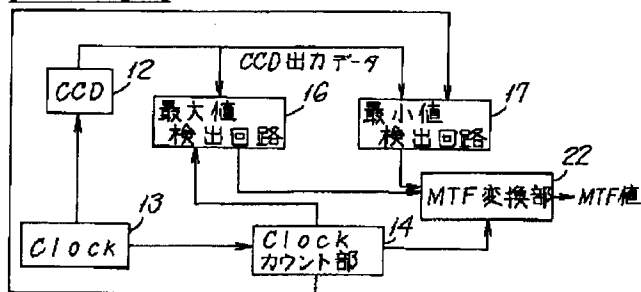 CCD
12
CCD出力データ
16
最大値
検出回路
17
最小値
検出回路
22
MTF変換部
MTF値
13
Clock
14
Clock
カウント部